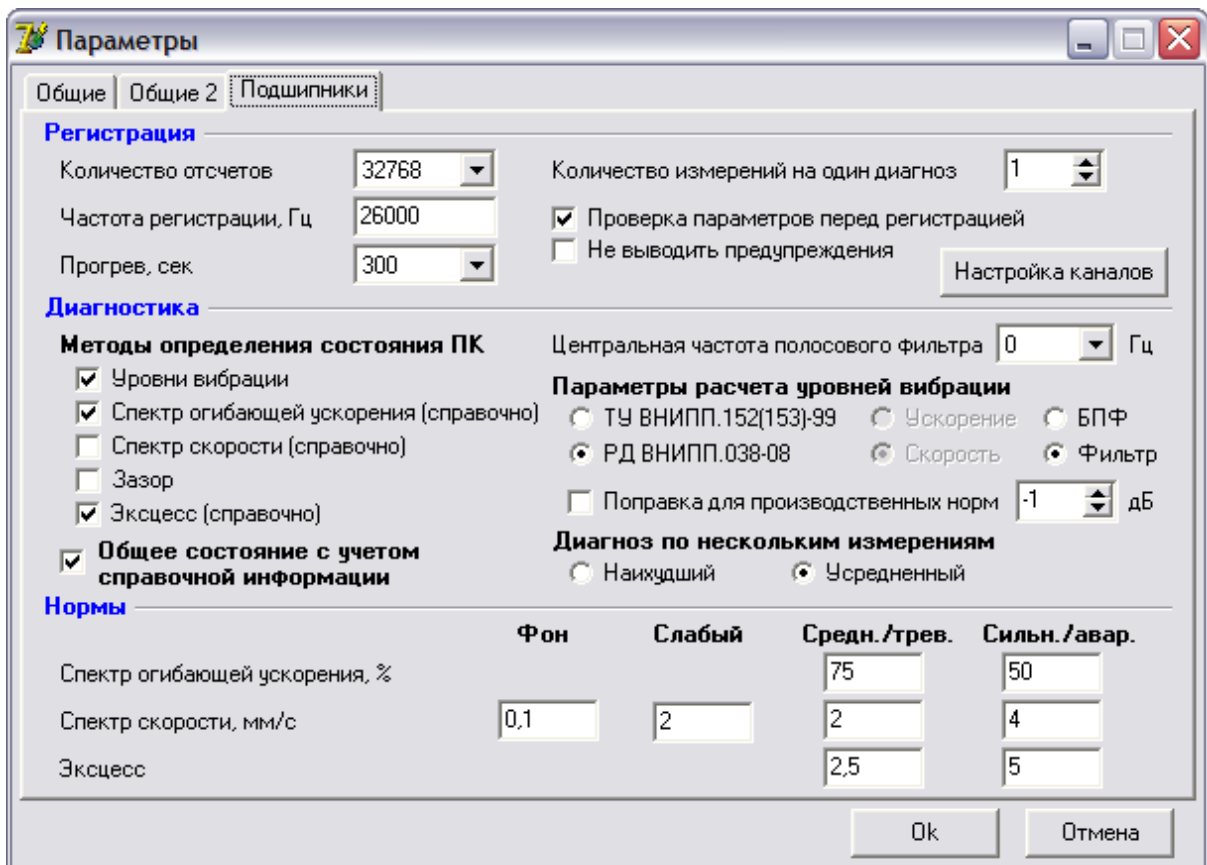 Параметры
Общие Общие 2 Подшипники
Регистрация
Количество отсчетов 32768 Количество измерений на один диагноз 1
Частота регистрации, Гц 26000 Проверка параметров перед регистрацией
Не выводить предупреждения
Прогрев, сек 300 Настройка каналов
Диагностика
Методы определения состояния ПК Центральная частота полосового фильтра 0 Гц
Уровни вибрации Параметры расчета уровней вибрации
Спектр огибающей ускорения (справочно) ТУ ВНИПП.152(153)-99 Ускорение БПФ
Спектр скорости (справочно) РД ВНИПП.038-08 Скорость Фильтр
Зазор
Эксцесс (справочно) Поправка для производственных норм -1 дБ
Общее состояние с учетом
справочной информации
Диагноз по нескольким измерениям
Наихудший Усредненный
Нормы
Фон Слабый Средн./трев. Сильн./авар.
Спектр огибающей ускорения, % 75 50
Спектр скорости, мм/с 0,1 2 2 4
Эксцесс 2,5 5
Ok Отмена